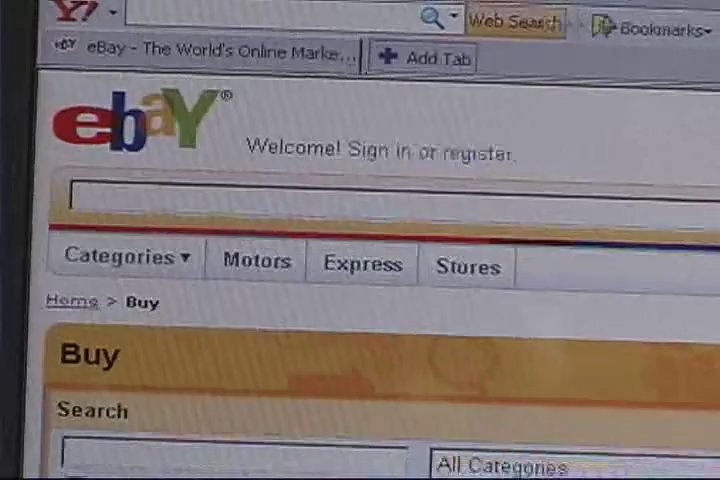 Y!
Web Search
Bookmarks
eBay eBay - The World's Online Marke...
Add Tab
ebaY®
Welcome! Sign in or register.
Categories Motors Express Stores
Home > Buy
Buy
Search
All Categories